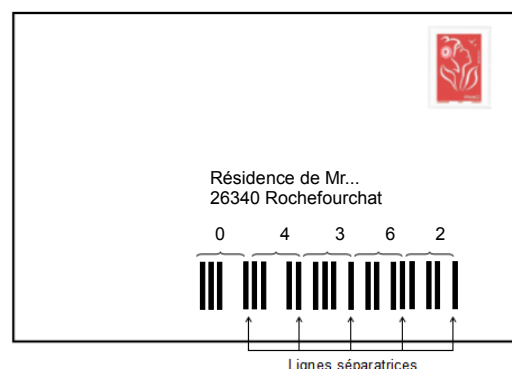 Résidence de Mr...
26340 Rochefourchat
0 4 3 6 2
Lignes séparatrices